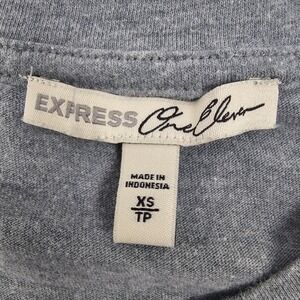 EXPRESS One Eleven
MADE IN
INDONESIA
XS
TP